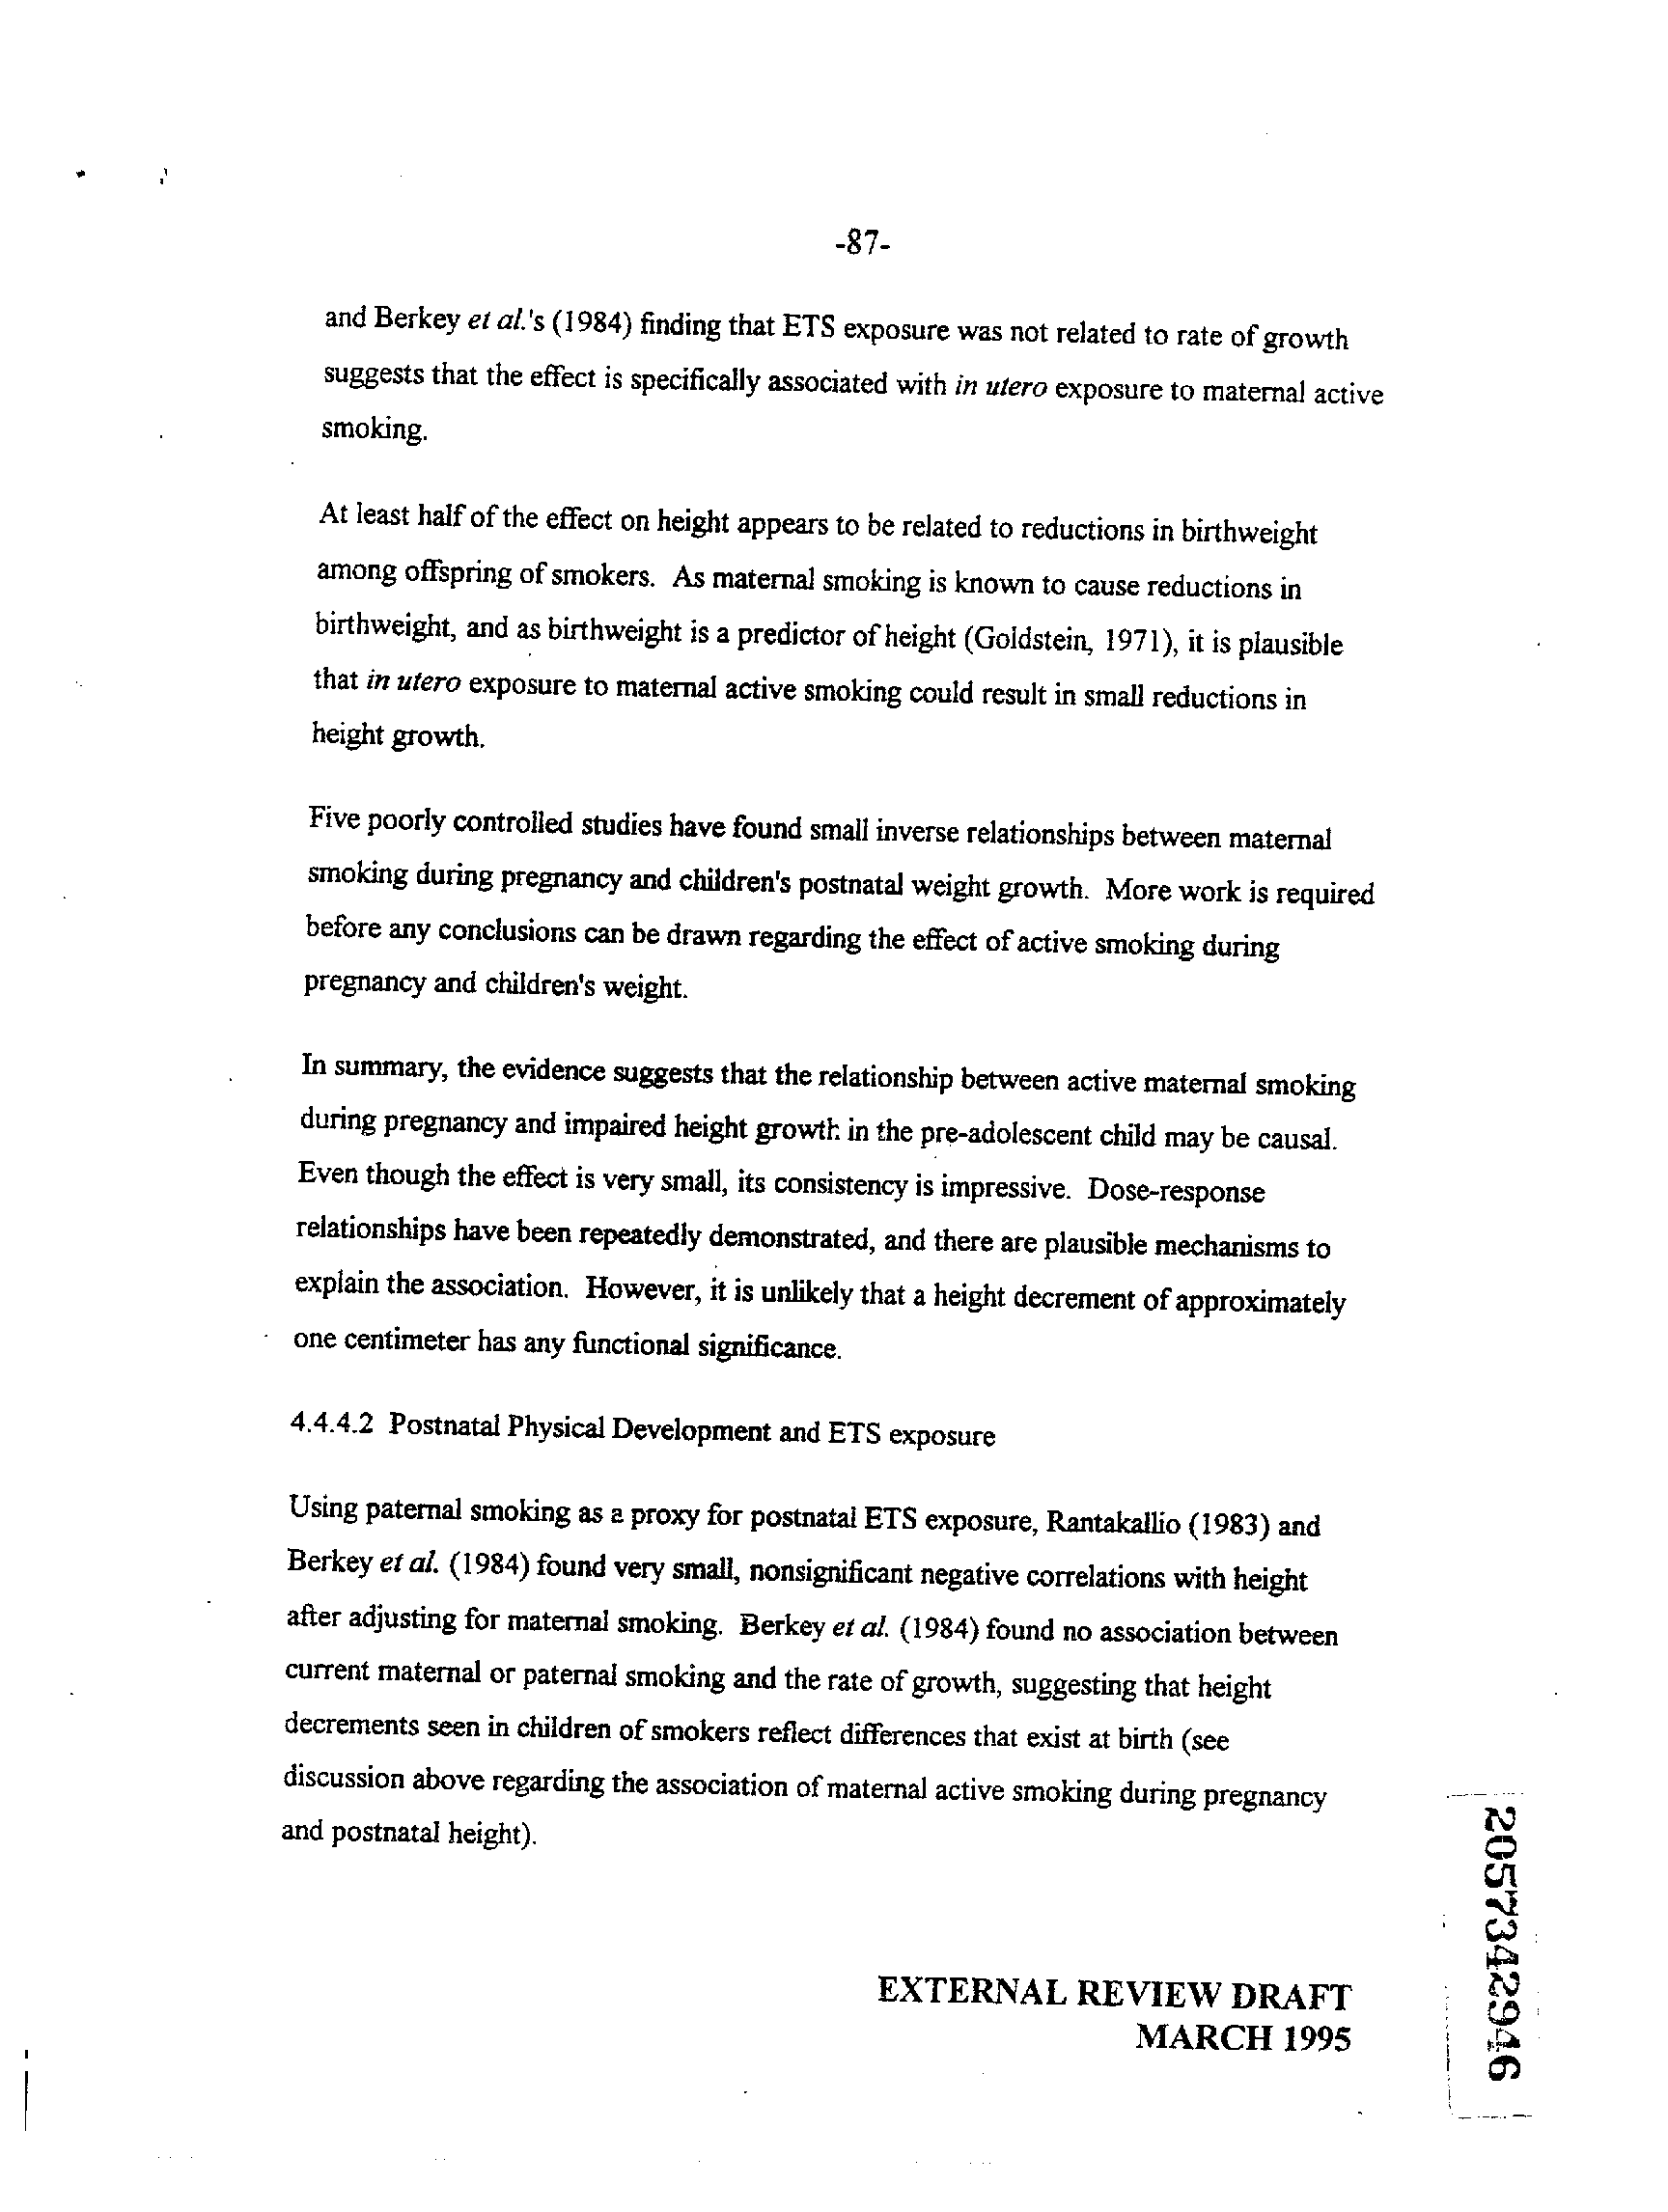 -87-
and Berkey et al.'s (1984) finding that ETS exposure was not related to rate of growth
suggests that the effect is specifically associated with in utero exposure to maternal active
smoking.
At least half of the effect on height appears to be related to reductions in birthweight
among offspring of smokers. As maternal smoking is known to cause reductions in
birthweight, and as birthweight is a predictor of height (Goldstein, 1971), it is plausible
that in utero exposure to maternal active smoking could result in small reductions in
height growth.
Five poorly controlled studies have found small inverse relationships between maternal
smoking during pregnancy and children's postnatal weight growth. More work is required
before any conclusions can be drawn regarding the effect of active smoking during
pregnancy and children's weight.
In summary, the evidence suggests that the relationship between active maternal smoking
during pregnancy and impaired height growth in the pre-adolescent child may be causal.
Even though the effect is very small, its consistency is impressive. Dose-response
relationships have been repeatedly demonstrated, and there are plausible mechanisms to
explain the association. However, it is unlikely that a height decrement of approximately
one centimeter has any functional significance.
4.4.4.2 Postnatal Physical Development and ETS exposure
Using paternal smoking as a proxy for postnatal ETS exposure, Rantakallio (1983) and
Berkey et al. (1984) found very small, nonsignificant negative correlations with height
after adjusting for maternal smoking. Berkey et al. (1984) found no association between
current maternal or paternal smoking and the rate of growth, suggesting that height
decrements seen in children of smokers reflect differences that exist at birth (see
discussion above regarding the association of maternal active smoking during pregnancy
and postnatal height).
EXTERNAL REVIEW DRAFT
MARCH 1995
2057342946